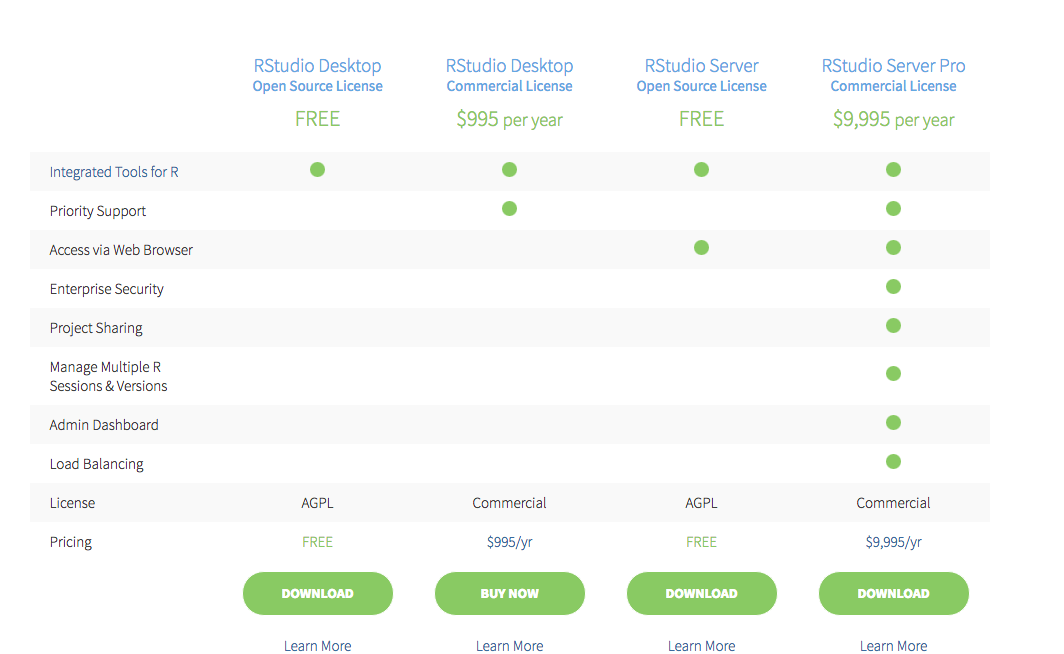 RStudio Desktop RStudio Desktop RStudio Server RStudio Server Pro
Open Source License Commercial License Open Source License Commercial License
FREE $995 per year FREE $9,995 per year
Integrated Tools for R
Priority Support
Access via Web Browser
Enterprise Security
Project Sharing
Manage Multiple R
Sessions & Versions
Admin Dashboard
Load Balancing
License AGPL Commercial AGPL Commercial
Pricing FREE $995/yr FREE $9,995/yr
DOWNLOAD BUY NOW DOWNLOAD DOWNLOAD
Learn More Learn More Learn More Learn More